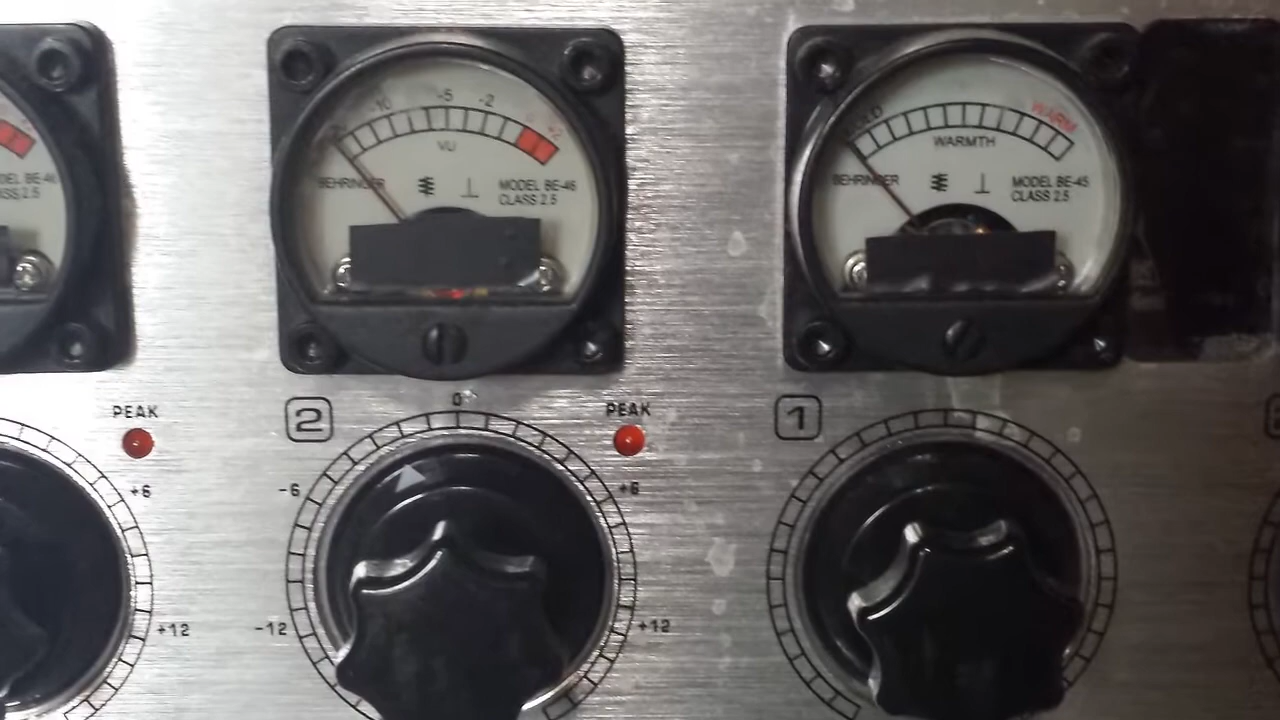 -10 -5 -2 +2
VU
BEHRINGER
MODEL BE-46
CLASS 2.5
COLD WARM
WARMTH
BEHRINGER
MODEL BE-45
CLASS 2.5
PEAK
+6
+12
2
0
PEAK
-6
+6
-12
+12
1